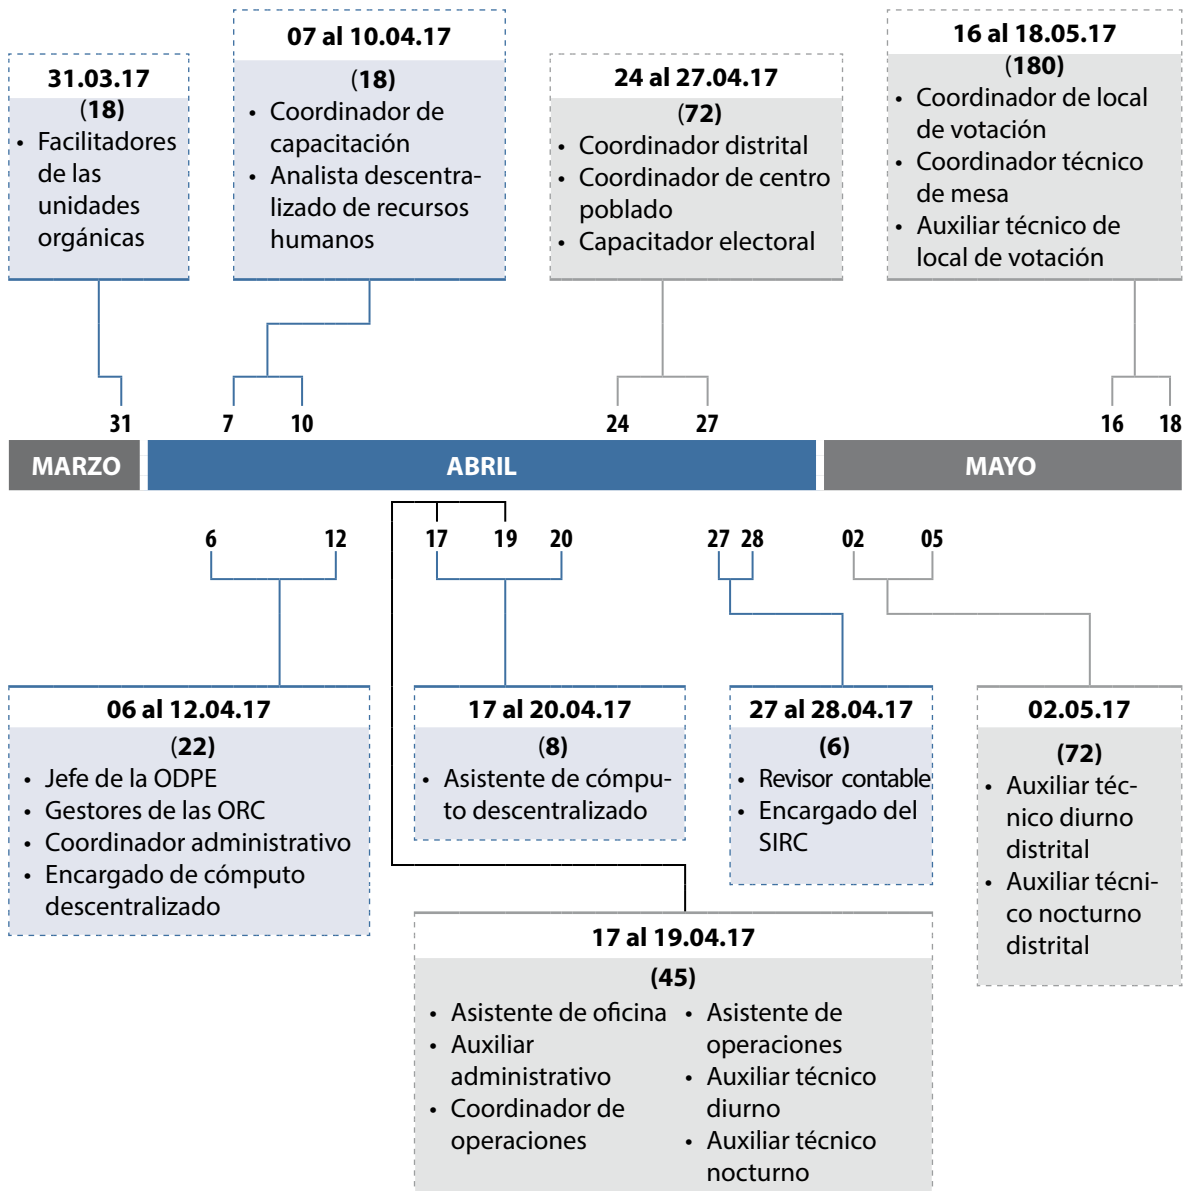 31.03.17
(18)
• Facilitadores
de las
unidades
orgánicas
07 al 10.04.17
(18)
• Coordinador de
capacitación
• Analista descentra-
lizado de recursos
humanos
24 al 27.04.17
(72)
• Coordinador distrital
• Coordinador de centro
poblado
• Capacitador electoral
16 al 18.05.17
(180)
• Coordinador de local
de votación
• Coordinador técnico
de mesa
• Auxiliar técnico de
local de votación
31 7 10 24 27 16 18
MARZO ABRIL MAYO
6 12 17 19 20 27 28 02 05
06 al 12.04.17
(22)
• Jefe de la ODPE
• Gestores de las ORC
• Coordinador administrativo
• Encargado de cómputo
descentralizado
17 al 20.04.17
(8)
• Asistente de cómpu-
to descentralizado
27 al 28.04.17
(6)
• Revisor contable
• Encargado del
SIRC
02.05.17
(72)
• Auxiliar téc-
nico diurno
distrital
• Auxiliar técni-
co nocturno
distrital
17 al 19.04.17
(45)
• Asistente de oficina
• Auxiliar
administrativo
• Coordinador de
operaciones
• Asistente de
operaciones
• Auxiliar técnico
diurno
• Auxiliar técnico
nocturno